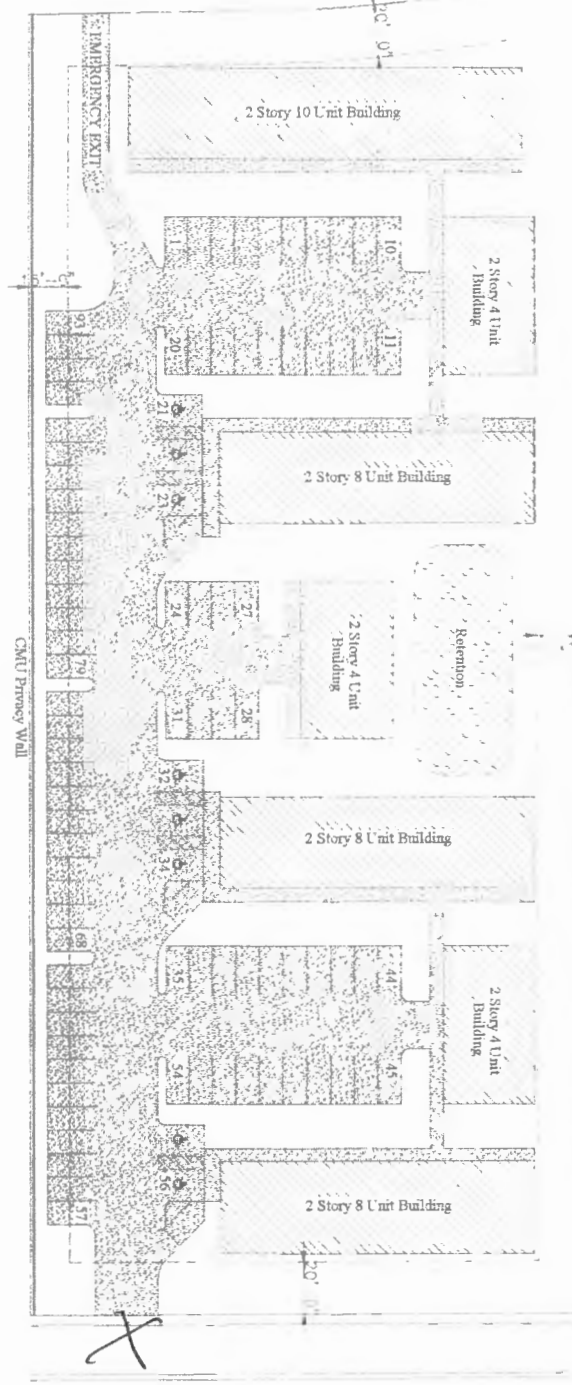 20' 0"
EMERGENCY EXIT
2 Story 10 Unit Building
1
10
2 Story 4 Unit
Building
93
20
11
21
2 Story 8 Unit Building
23
24
27
2 Story 4 Unit
Building
Retention
79
31
28
CMU Privacy Wall
32
2 Story 8 Unit Building
34
68
35
44
2 Story 4 Unit
Building
54
45
56
57
2 Story 8 Unit Building
20' 0"
X